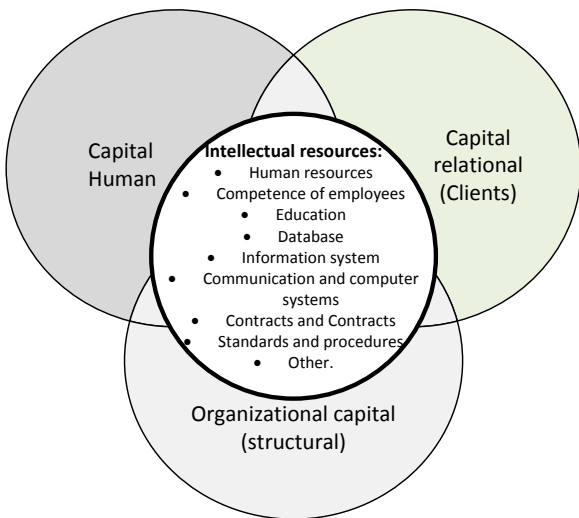 Capital
Human
Capital
relational
(Clients)
Intellectual resources:
• Human resources
• Competence of employees
• Education
• Database
• Information system
• Communication and computer
systems
• Contracts and Contracts
• Standards and procedures
• Other.
Organizational capital
(structural)